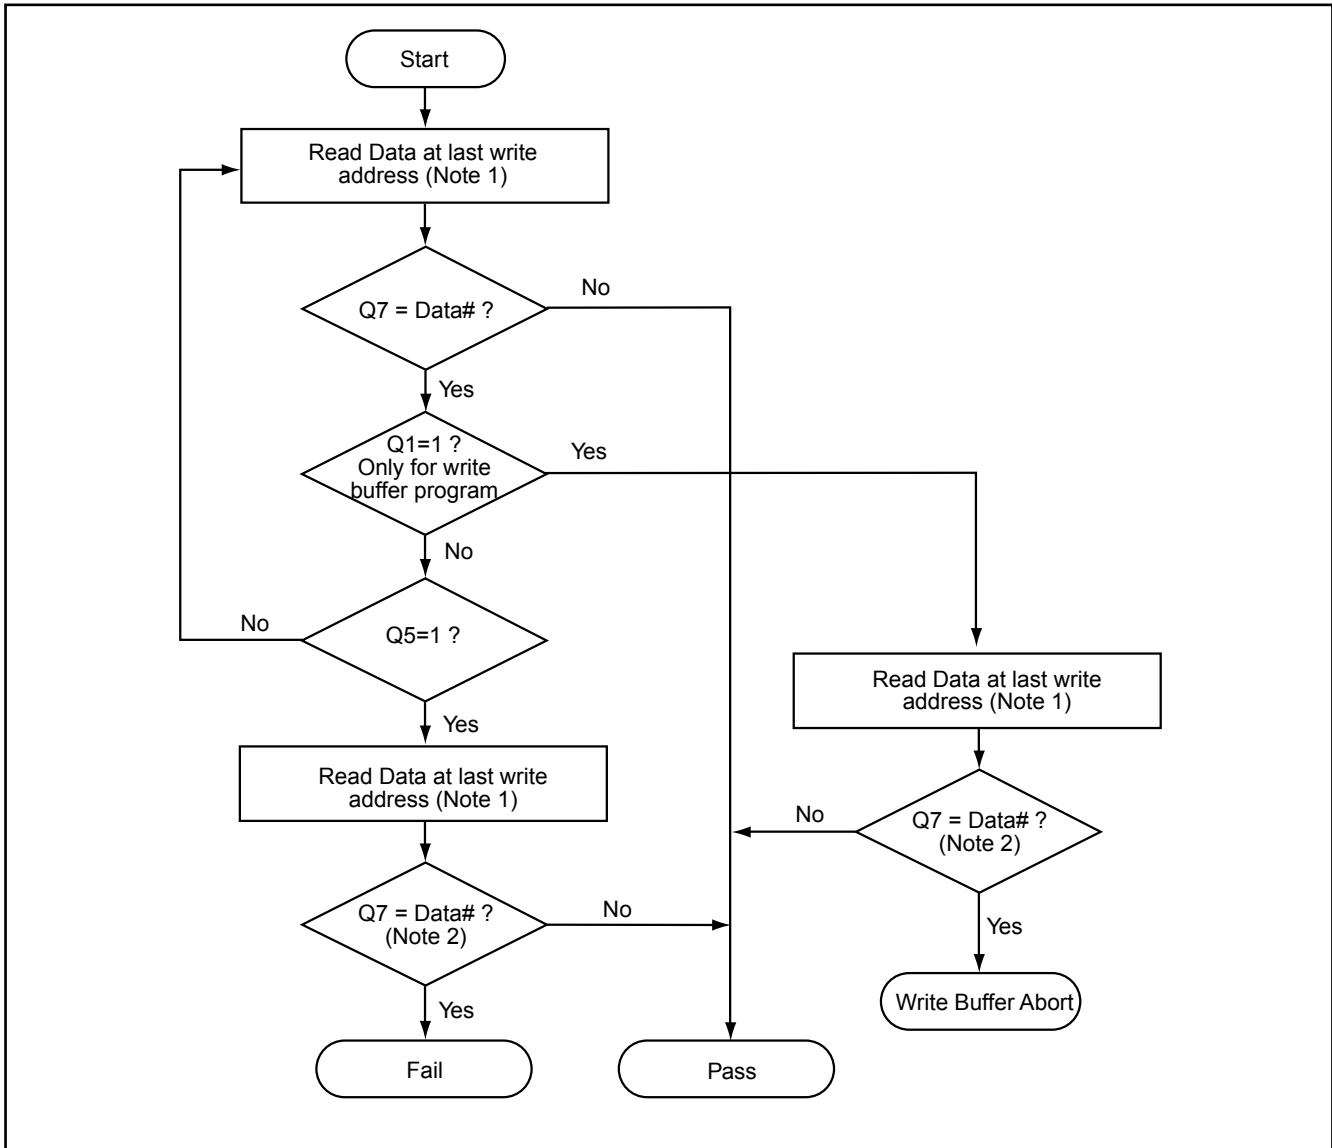 Start
Read Data at last write
address (Note 1)
Q7 = Data# ?
No
Yes
Q1=1 ?
Only for write
buffer program
Yes
No
Q5=1 ?
No
Yes
Read Data at last write
address (Note 1)
Read Data at last write
address (Note 1)
Q7 = Data# ?
(Note 2)
No
Yes
Q7 = Data# ?
(Note 2)
No
Yes
Write Buffer Abort
Fail
Pass